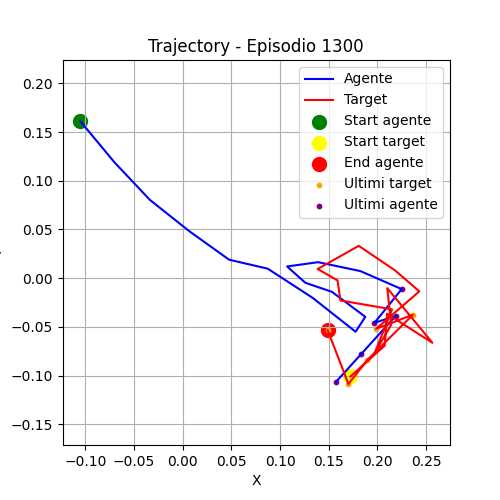 Trajectory - Episodio 1300
Agente
Target
Start agente
Start target
End agente
Ultimi target
Ultimi agente
0.20
0.15
0.10
0.05
0.00
−0.05
−0.10
−0.15
−0.10 −0.05 0.00 0.05 0.10 0.15 0.20 0.25
X